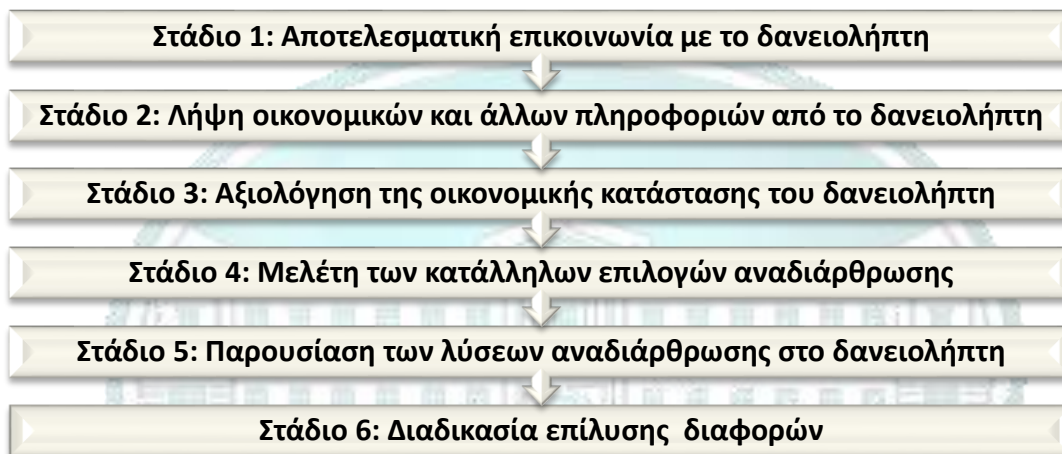 Στάδιο 1: Αποτελεσματική επικοινωνία με το δανειολήπτη
Στάδιο 2: Λήψη οικονομικών και άλλων πληροφοριών από το δανειολήπτη
Στάδιο 3: Αξιολόγηση της οικονομικής κατάστασης του δανειολήπτη
Στάδιο 4: Μελέτη των κατάλληλων επιλογών αναδιάρθρωσης
Στάδιο 5: Παρουσίαση των λύσεων αναδιάρθρωσης στο δανειολήπτη
Στάδιο 6: Διαδικασία επίλυσης διαφορών